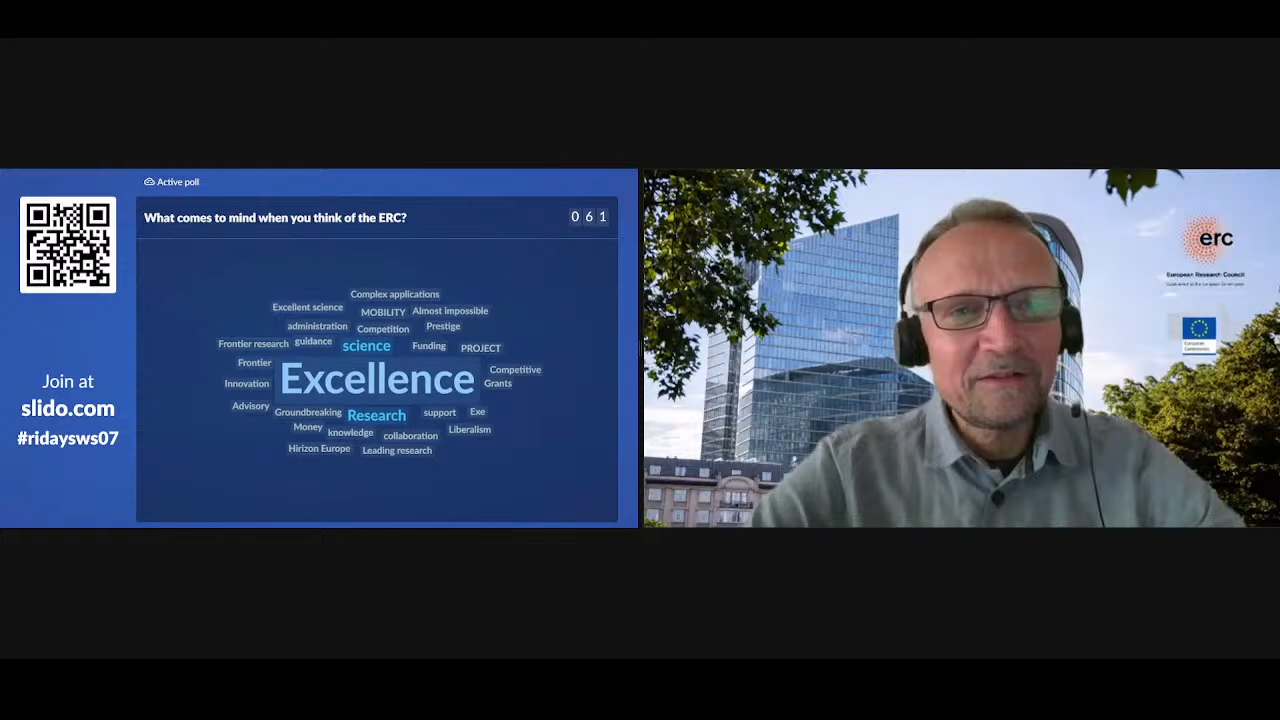 Active poll
What comes to mind when you think of the ERC?
0 6 1
Complex applications
Excellent science
MOBILITY
Almost impossible
administration
Competition
Prestige
Frontier research
guidance
science
Funding
PROJECT
Frontier
Excellence
Competitive
Innovation
Grants
Advisory
Groundbreaking
Research
support
Exe
Money
knowledge
collaboration
Liberalism
Hirizon Europe
Leading research
Join at
slido.com
#ridaysws07
erc
European Research Council
European
Commission